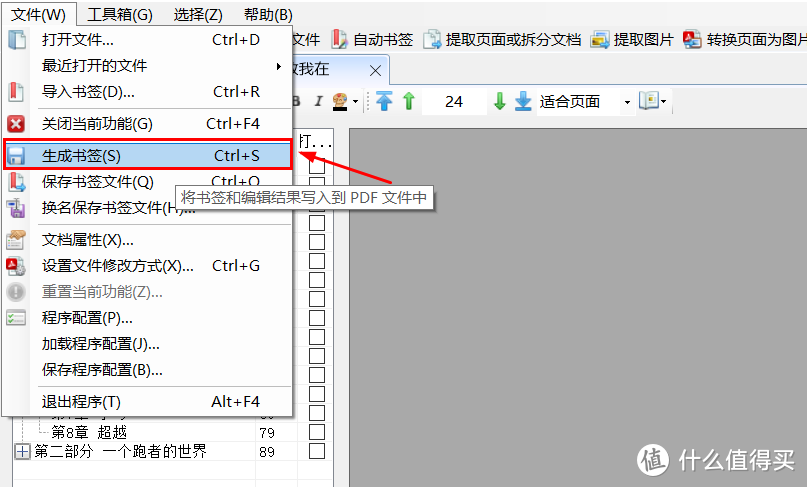 文件(W) 工具箱(G) 选择(Z) 帮助(B)
打开文件... Ctrl+D
文件 自动书签 提取页面或拆分文档 提取图片 转换页面为图片
最近打开的文件
我在
导入书签(D)... Ctrl+R
B I 24 适合页面
关闭当前功能(G) Ctrl+F4
打...
生成书签(S) Ctrl+S
保存书签文件(Q) Ctrl+Q
将书签和编辑结果写入到 PDF 文件中
换名保存书签文件(H)...
文档属性(X)...
设置文件修改方式(X)... Ctrl+G
重置当前功能(Z)...
程序配置(P)...
加载程序配置(J)...
保存程序配置(B)...
退出程序(T) Alt+F4
第8章 超越 79
第二部分 一个跑者的世界 89
值 什么值得买